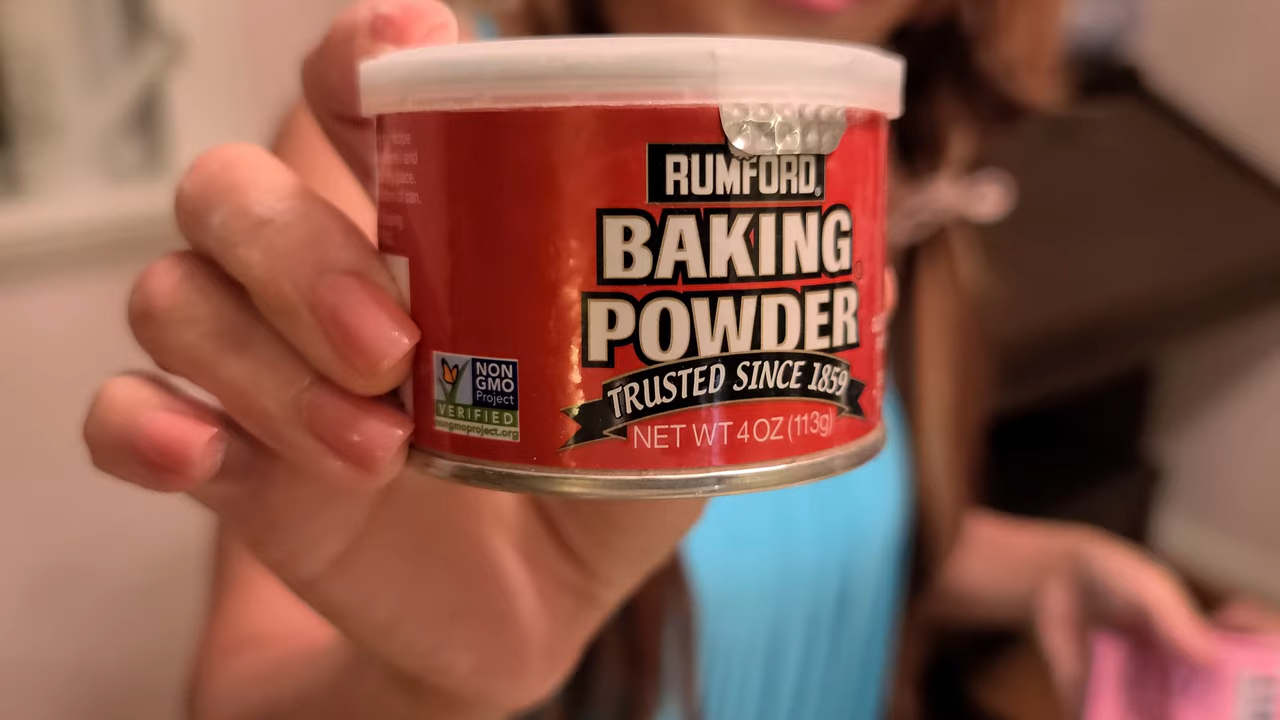 RUMFORD
BAKING
POWDER
TRUSTED SINCE 1859
NET WT 4 OZ (113g)
NON
GMO
Project
VERIFIED
nongmoproject.org